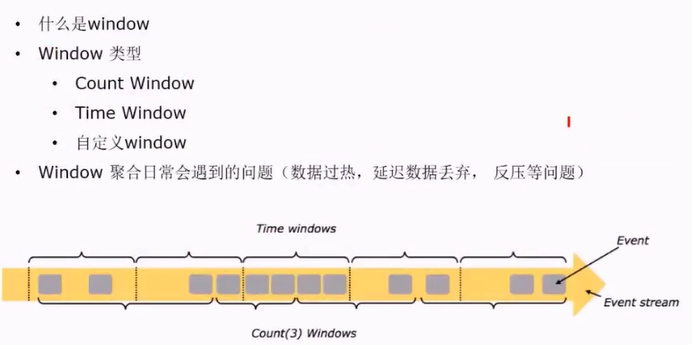 • 什么是window
• Window 类型
• Count Window
• Time Window
• 自定义window
• Window 聚合日常会遇到的问题（数据过热，延迟数据丢弃， 反压等问题）
Time windows
Event
Event stream
Count(3) Windows